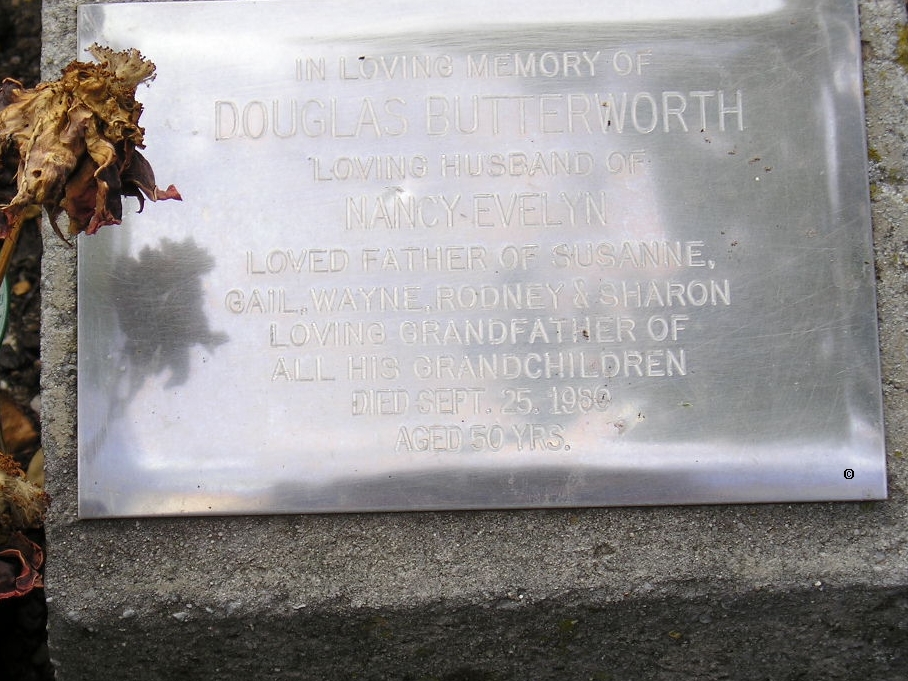 IN LOVING MEMORY OF
DOUGLAS BUTTERWORTH
LOVING HUSBAND OF
NANCY EVELYN
LOVED FATHER OF SUSANNE,
GAIL, WAYNE, RODNEY & SHARON
LOVING GRANDFATHER OF
ALL HIS GRANDCHILDREN
DIED SEPT. 25.
AGED 50 YRS.
©